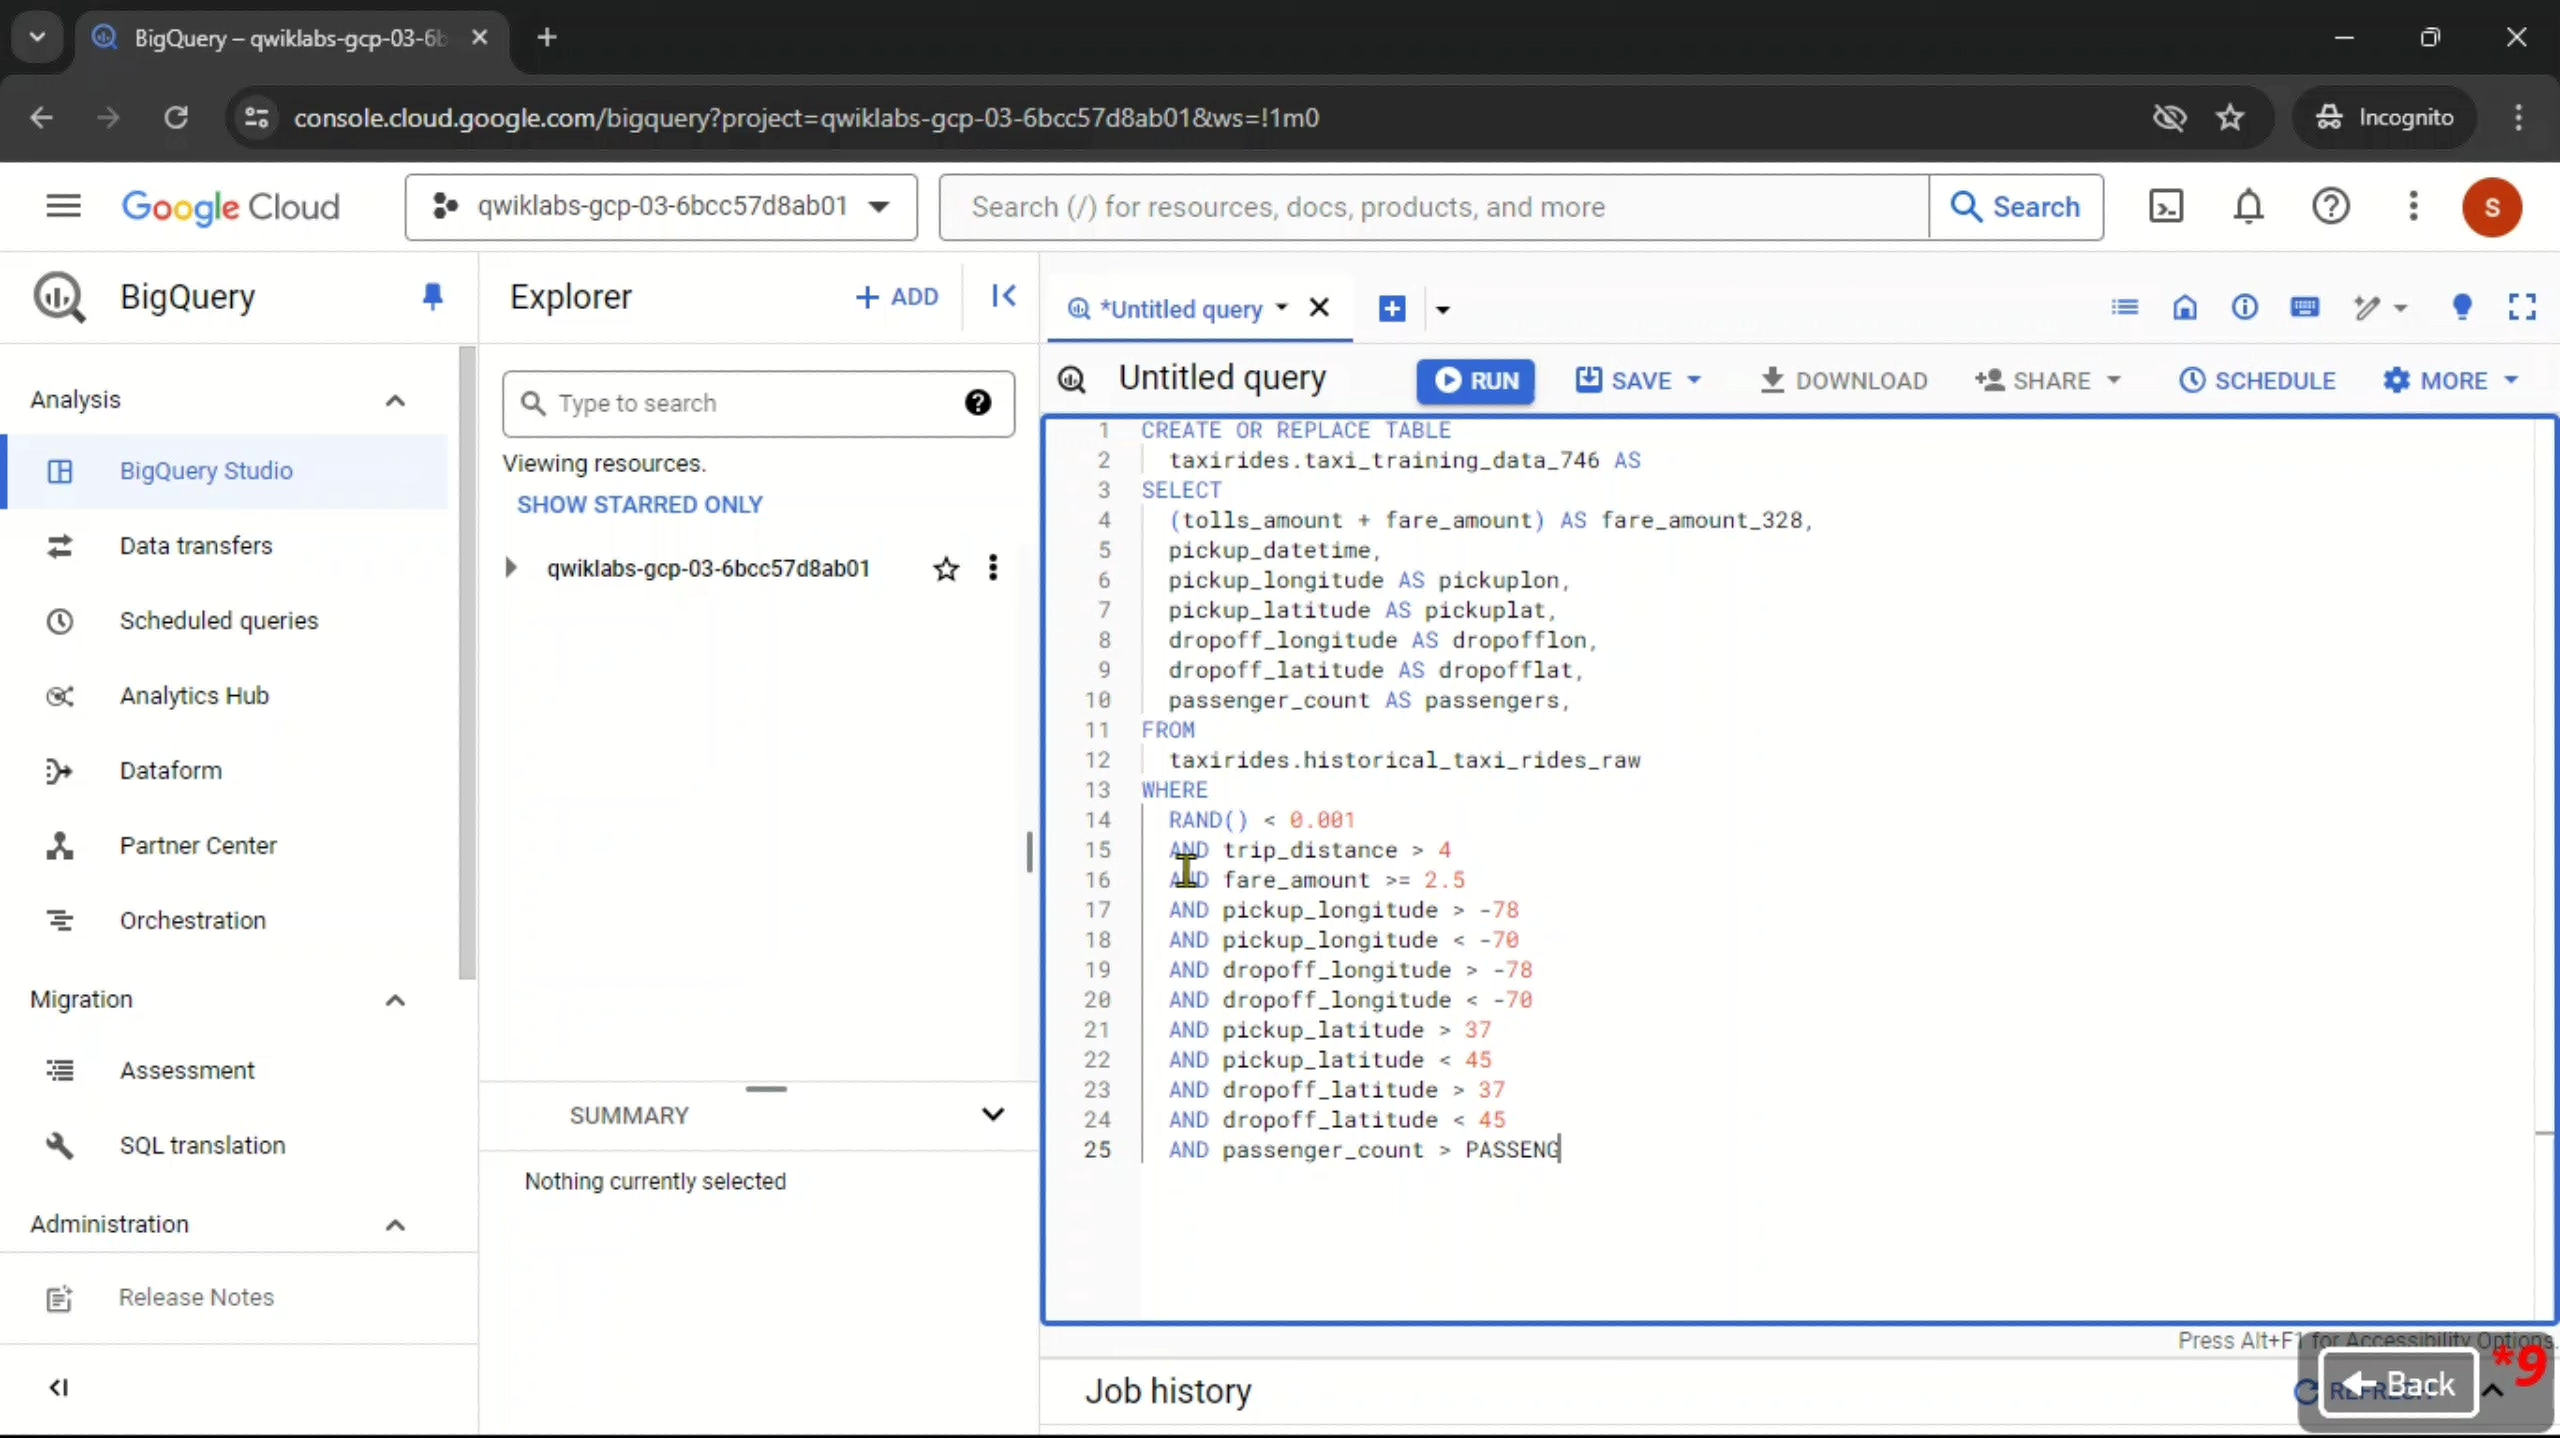 BigQuery – qwiklabs-gcp-03-6b
console.cloud.google.com/bigquery?project=qwiklabs-gcp-03-6bcc57d8ab01&ws=!1m0
Incognito
Google Cloud
qwiklabs-gcp-03-6bcc57d8ab01
Search (/) for resources, docs, products, and more
Search
S
BigQuery
Analysis
BigQuery Studio
Data transfers
Scheduled queries
Analytics Hub
Dataform
Partner Center
Orchestration
Migration
Assessment
SQL translation
Administration
Release Notes
Explorer
+ ADD
Type to search
Viewing resources.
SHOW STARRED ONLY
qwiklabs-gcp-03-6bcc57d8ab01
SUMMARY
Nothing currently selected
*Untitled query
Untitled query
RUN
SAVE
DOWNLOAD
SHARE
SCHEDULE
MORE
1 CREATE OR REPLACE TABLE
2 taxirides.taxi_training_data_746 AS
3 SELECT
4 (tolls_amount + fare_amount) AS fare_amount_328,
5 pickup_datetime,
6 pickup_longitude AS pickuplon,
7 pickup_latitude AS pickuplat,
8 dropoff_longitude AS dropofflon,
9 dropoff_latitude AS dropofflat,
10 passenger_count AS passengers,
11 FROM
12 taxirides.historical_taxi_rides_raw
13 WHERE
14 RAND() < 0.001
15 AND trip_distance > 4
16 AND fare_amount >= 2.5
17 AND pickup_longitude > -78
18 AND pickup_longitude < -70
19 AND dropoff_longitude > -78
20 AND dropoff_longitude < -70
21 AND pickup_latitude > 37
22 AND pickup_latitude < 45
23 AND dropoff_latitude > 37
24 AND dropoff_latitude < 45
25 AND passenger_count > PASSENG
Press Alt+F1 for Accessibility Options.
Job history
REFRESH
Back
*9